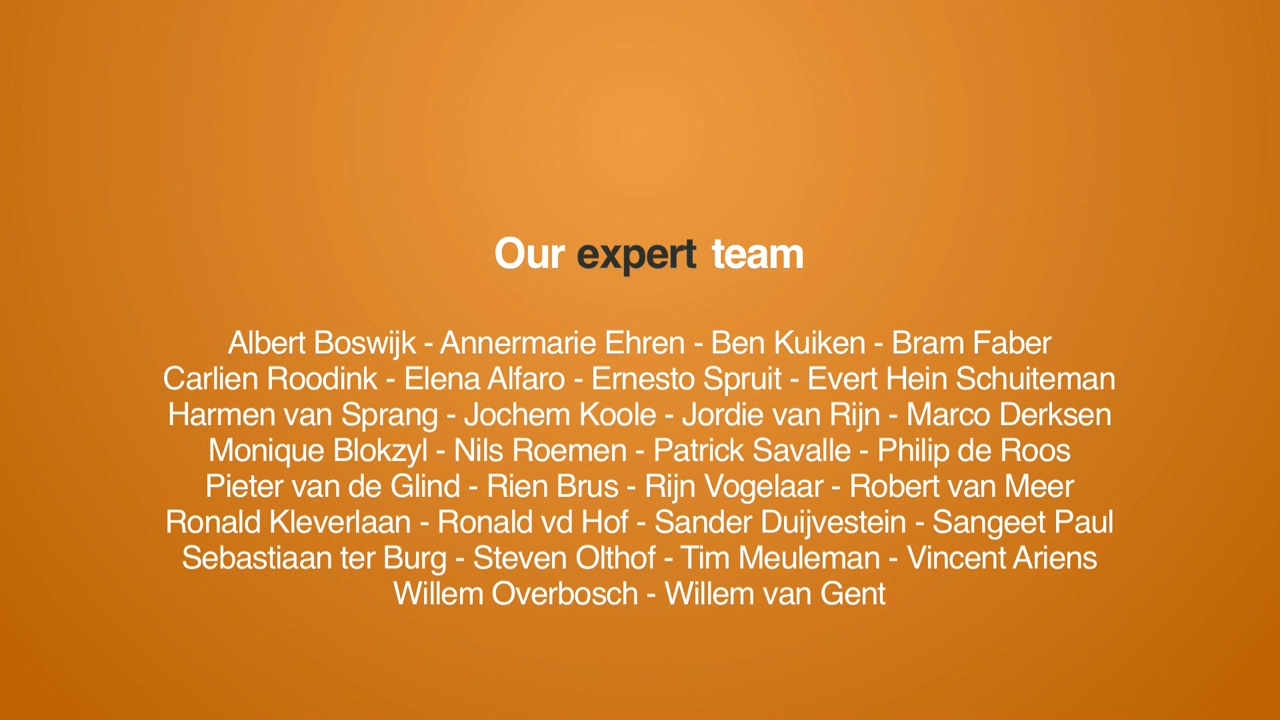 Our expert team
Albert Boswijk - Annermarie Ehren - Ben Kuiken - Bram Faber
Carlien Roodink - Elena Alfaro - Ernesto Spruit - Evert Hein Schuiteman
Harmen van Sprang - Jochem Koole - Jordie van Rijn - Marco Derksen
Monique Blokzyl - Nils Roemen - Patrick Savalle - Philip de Roos
Pieter van de Glind - Rien Brus - Rijn Vogelaar - Robert van Meer
Ronald Kleverlaan - Ronald vd Hof - Sander Duijvestein - Sangeet Paul
Sebastiaan ter Burg - Steven Olthof - Tim Meuleman - Vincent Ariens
Willem Overbosch - Willem van Gent